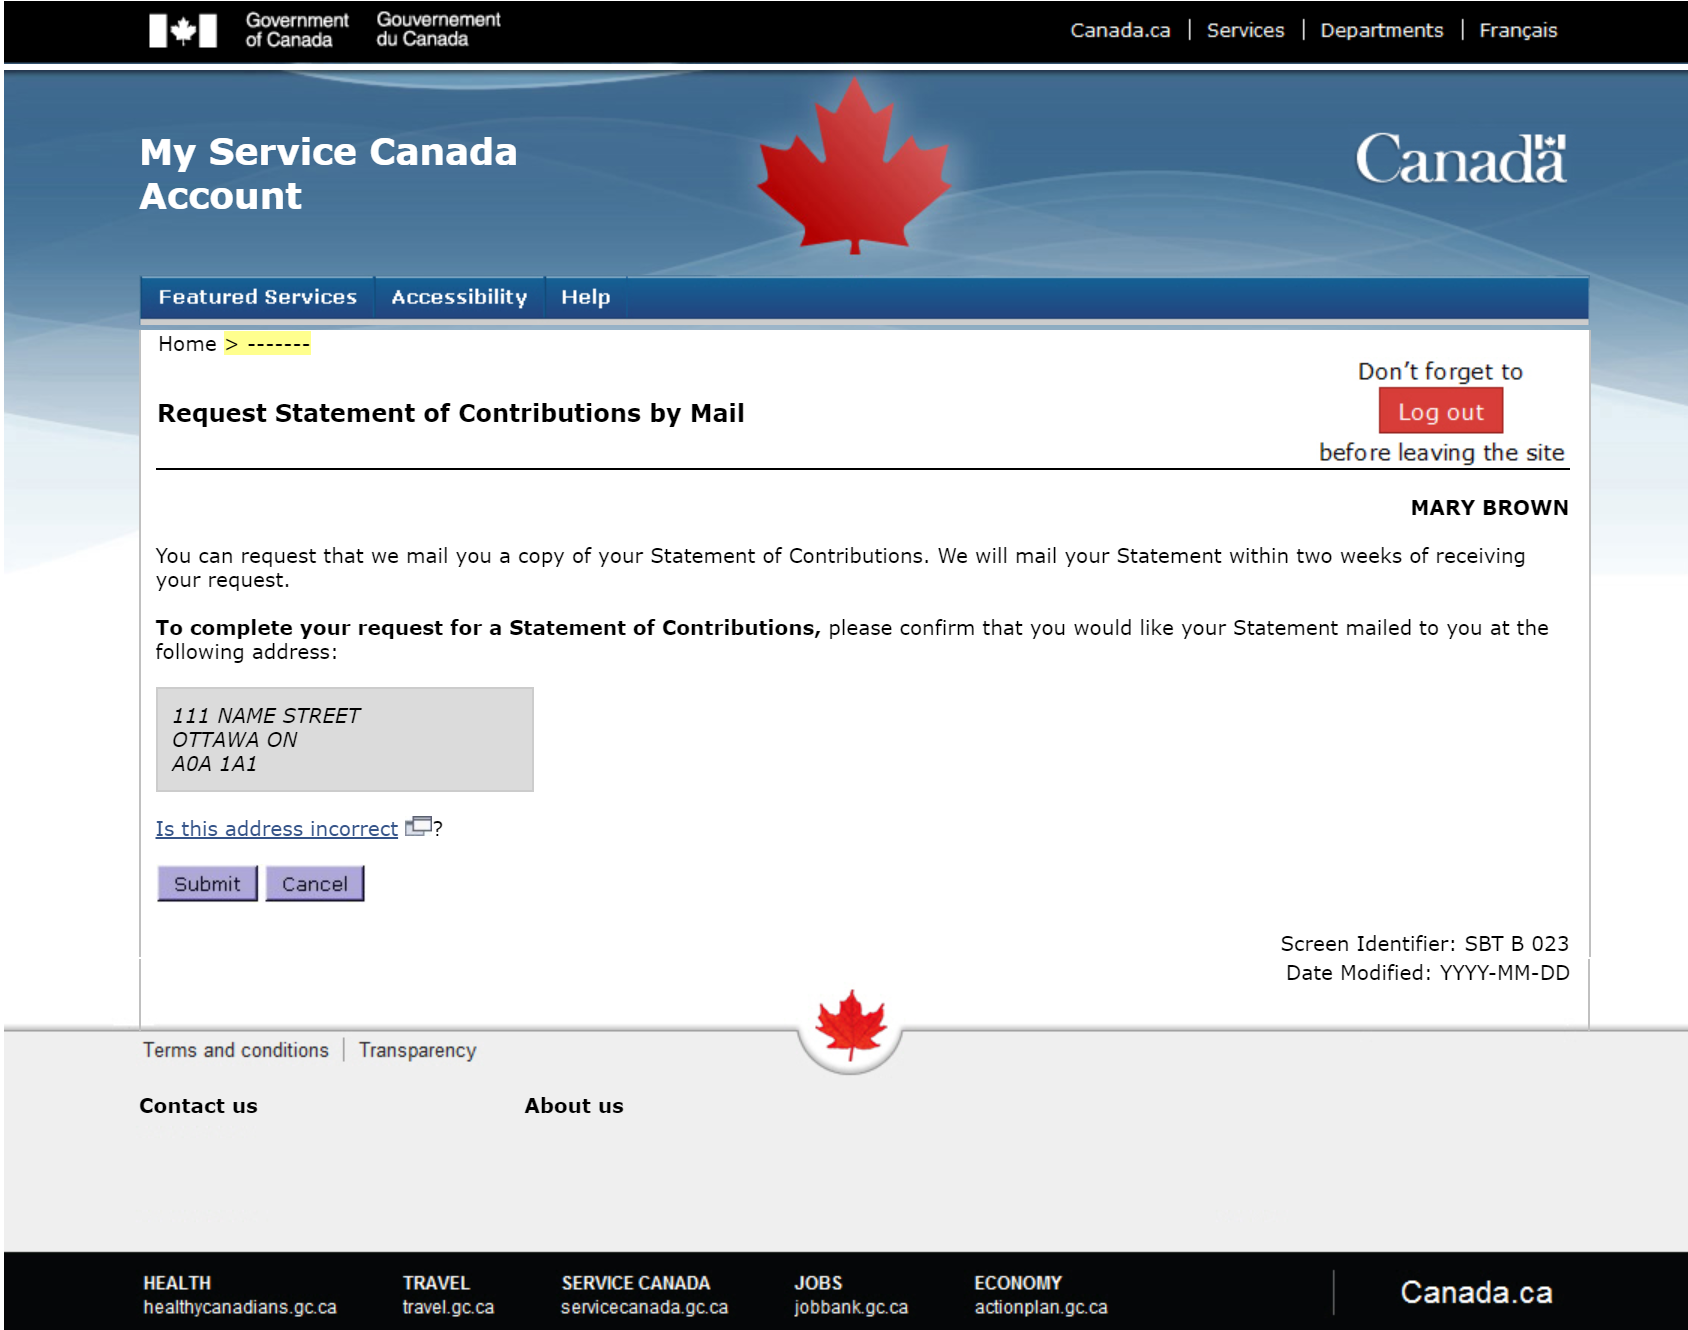 Government of Canada
Gouvernement du Canada
Canada.ca | Services | Departments | Français
My Service Canada
Account
Canada
Featured Services Accessibility Help
Home > -------
Don't forget to
Log out
before leaving the site
Request Statement of Contributions by Mail
MARY BROWN
You can request that we mail you a copy of your Statement of Contributions. We will mail your Statement within two weeks of receiving
your request.
To complete your request for a Statement of Contributions, please confirm that you would like your Statement mailed to you at the
following address:
111 NAME STREET
OTTAWA ON
A0A 1A1
Is this address incorrect ?
Submit Cancel
Screen Identifier: SBT B 023
Date Modified: YYYY-MM-DD
Terms and conditions | Transparency
Contact us About us
HEALTH TRAVEL SERVICE CANADA JOBS ECONOMY
healthycanadians.gc.ca travel.gc.ca servicecanada.gc.ca jobbank.gc.ca actionplan.gc.ca
Canada.ca